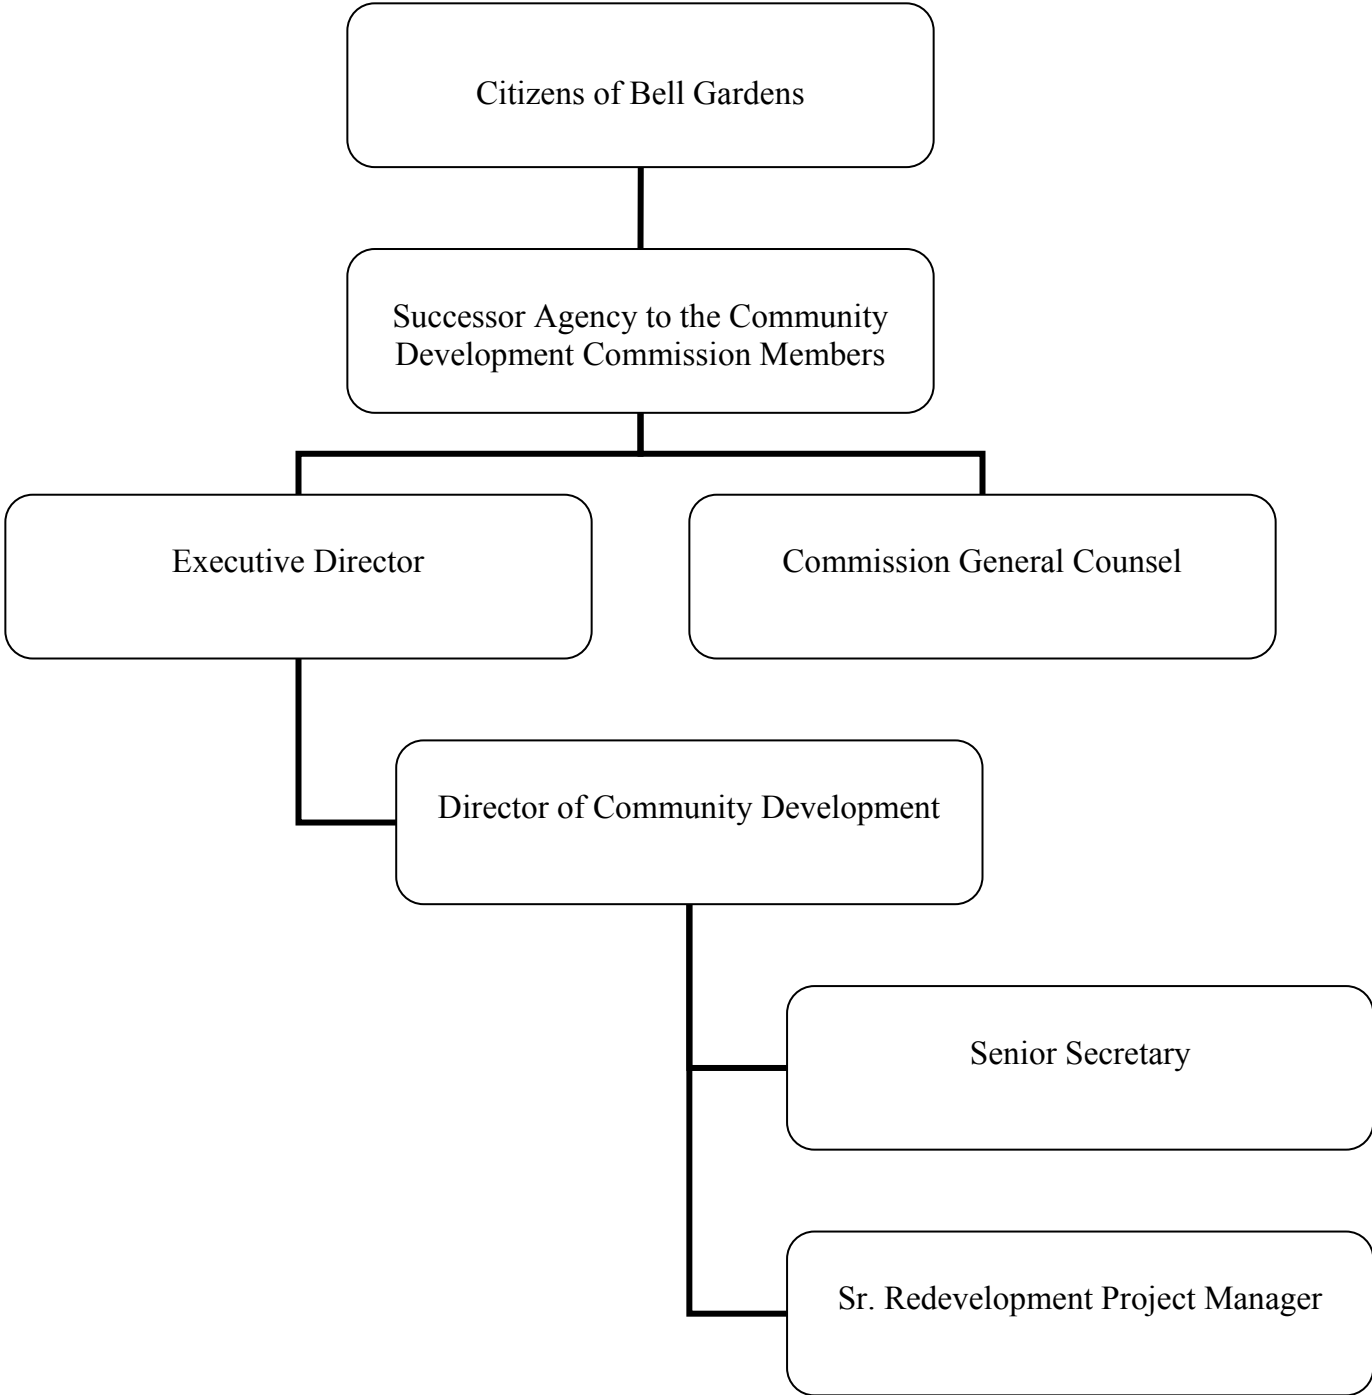 Citizens of Bell Gardens
Successor Agency to the Community
Development Commission Members
Executive Director
Commission General Counsel
Director of Community Development
Senior Secretary
Sr. Redevelopment Project Manager